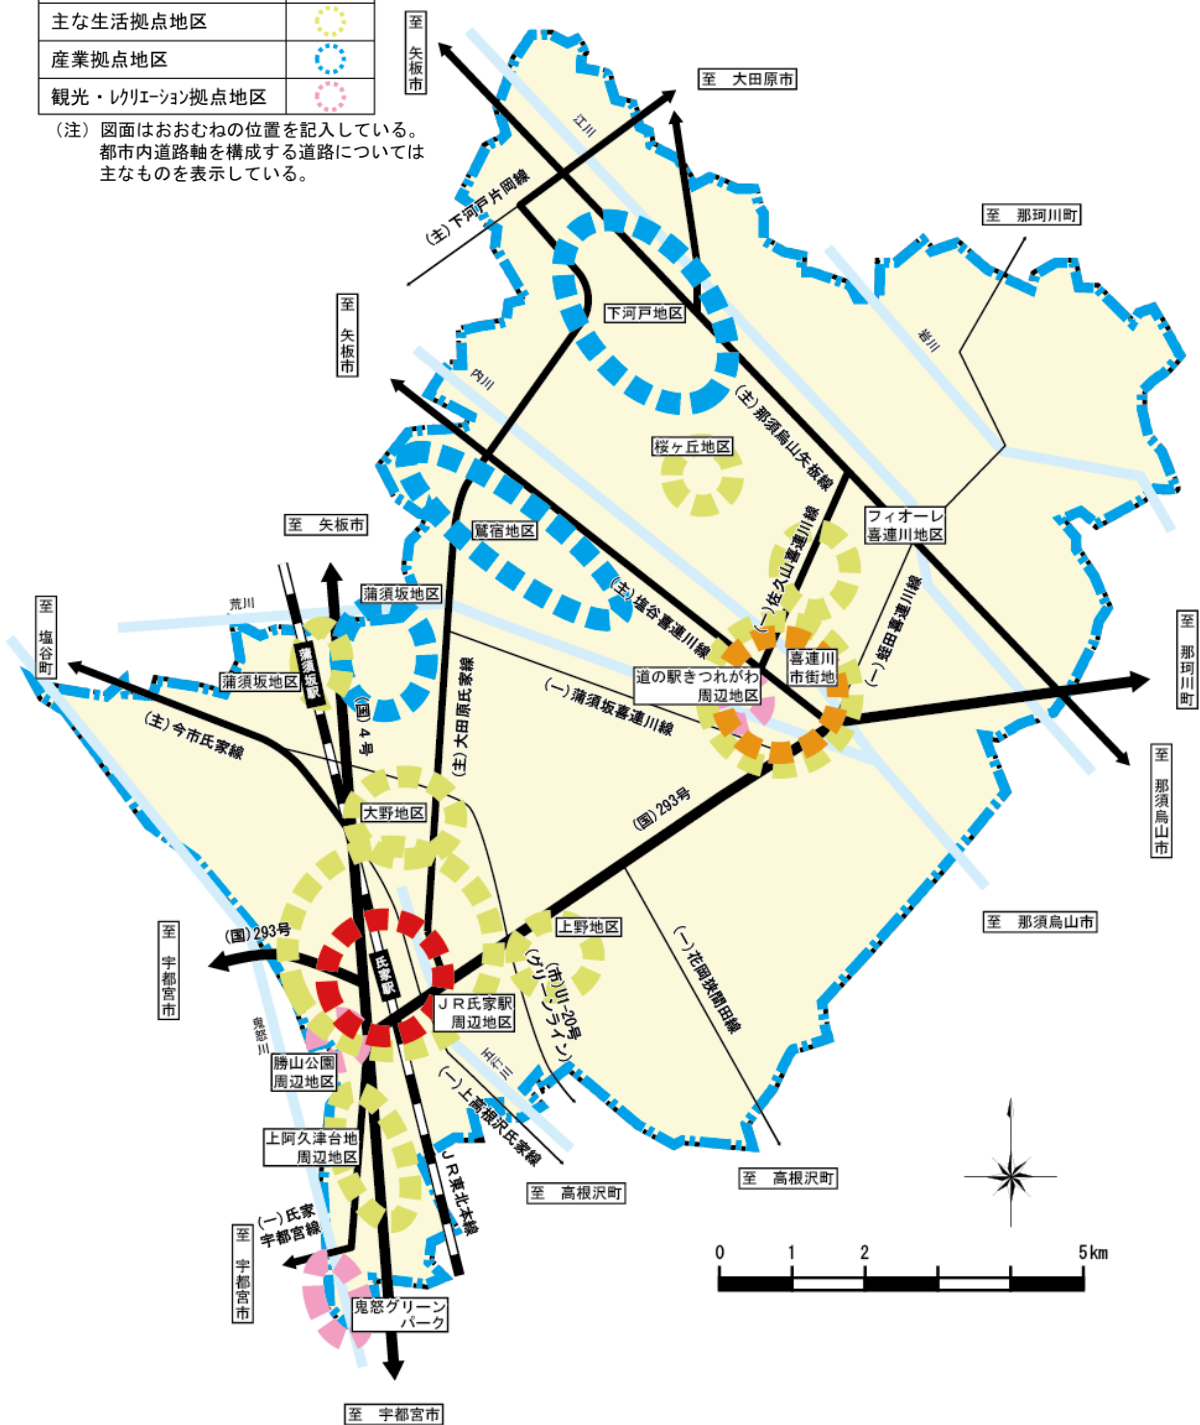 主な生活拠点地区
産業拠点地区
観光・ﾚｸﾘｴｰｼｮﾝ拠点地区
（注）図面はおおむねの位置を記入している。
都市内道路軸を構成する道路については
主なものを表示している。
至 矢板市
至 大田原市
江川
(主)下河戸片岡線
至 那珂川町
至 矢板市
下河戸地区
岩川
内川
(主)那須烏山矢板線
桜ヶ丘地区
フィオーレ
喜連川地区
至 矢板市
鷲宿地区
(一)佐久山喜連川線
蒲須坂地区
荒川
(主)塩谷喜連川線
(一)蛭田喜連川線
至 塩谷町
至 那珂川町
蒲須坂駅
蒲須坂地区
喜連川
市街地
道の駅きつれがわ
周辺地区
(一)蒲須坂喜連川線
(国)4号
(主)今市氏家線
(主)大田原氏家線
至 那須烏山市
大野地区
(国)293号
上野地区
至 那須烏山市
(国)293号
至 宇都宮市
氏家駅
(市)U1-20号
(グリーンライン)
(一)花岡狭間田線
JR氏家駅
周辺地区
鬼怒川
勝山公園
周辺地区
五行川
(一)上高根沢氏家線
上阿久津台地
周辺地区
JR東北本線
至 高根沢町
至 高根沢町
(一)氏家
宇都宮線
至 宇都宮市
0 1 2 5km
鬼怒グリーン
パーク
至 宇都宮市